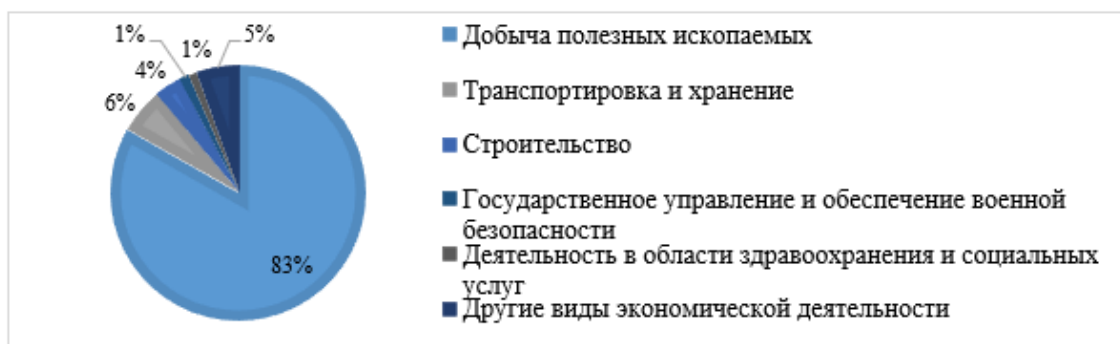 1% 1% 5%
4%
6%
83%
Добыча полезных ископаемых
Транспортировка и хранение
Строительство
Государственное управление и обеспечение военной
безопасности
Деятельность в области здравоохранения и социальных
услуг
Другие виды экономической деятельности